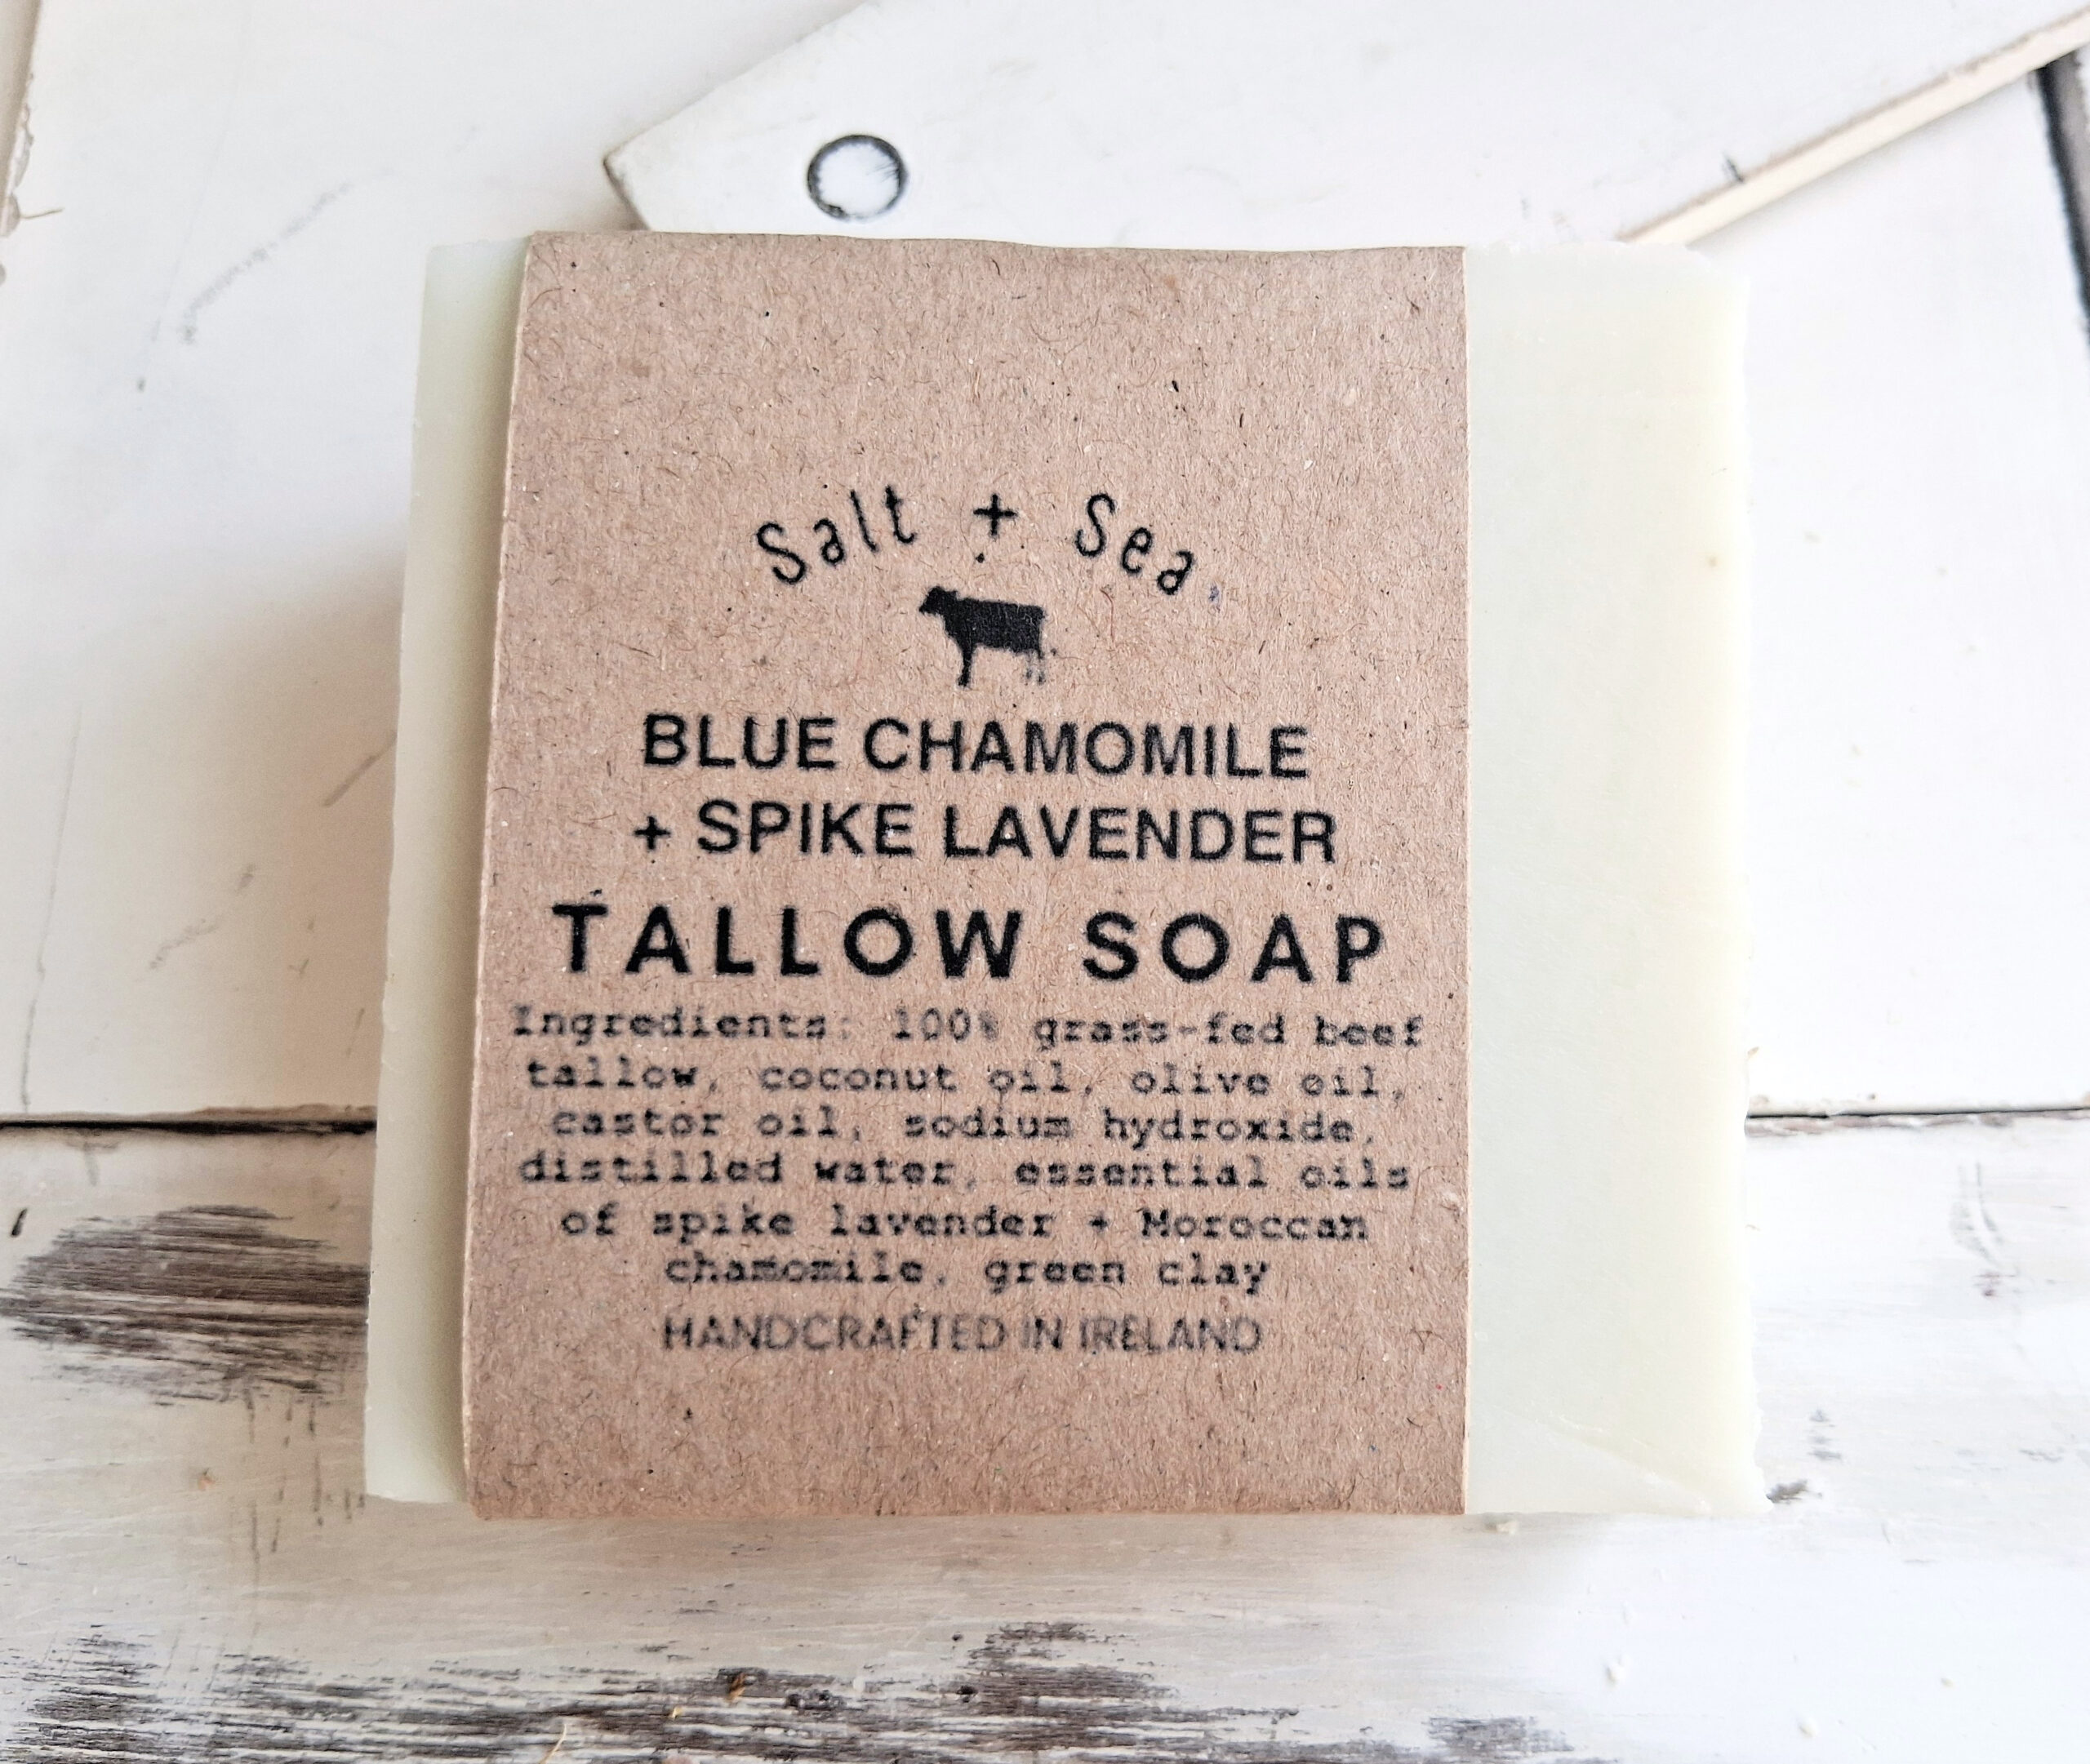 Salt + Sea
BLUE CHAMOMILE
+ SPIKE LAVENDER
TALLOW SOAP
Ingredients: 100% grass-fed beef
tallow, coconut oil, olive oil,
castor oil, sodium hydroxide,
distilled water, essential oils
of spike lavender + Moroccan
chamomile, green clay
HANDCRAFTED IN IRELAND